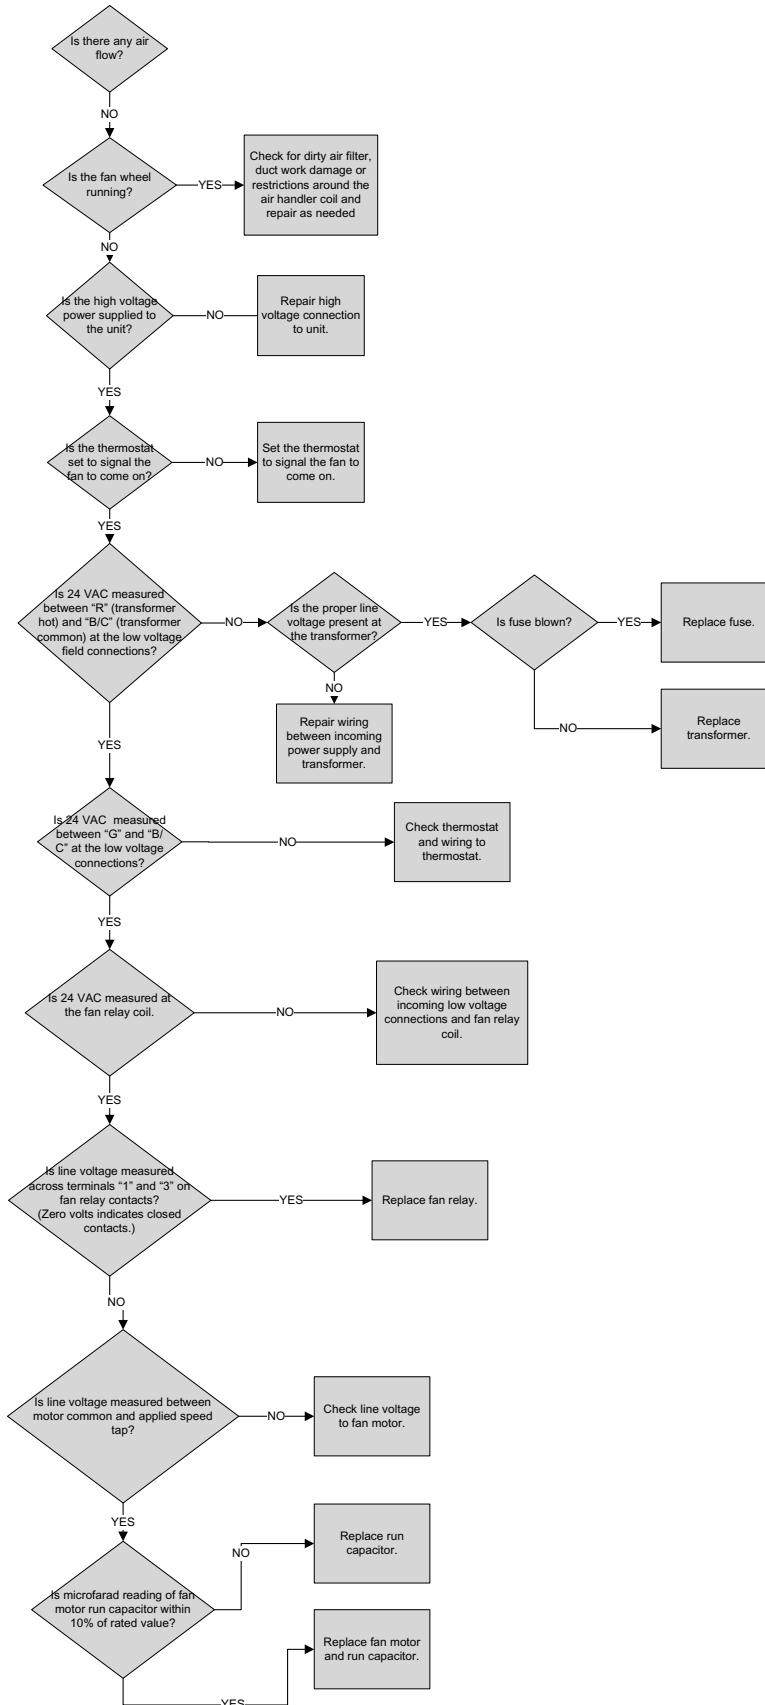 Is there any air
flow?
NO
Is the fan wheel
running?
YES
Check for dirty air filter,
duct work damage or
restrictions around the
air handler coil and
repair as needed
NO
Is the high voltage
power supplied to
the unit?
NO
Repair high
voltage connection
to unit.
YES
Is the thermostat
set to signal the
fan to come on?
NO
Set the thermostat
to signal the fan to
come on.
YES
Is 24 VAC measured
between “R” (transformer
hot) and “B/C” (transformer
common) at the low voltage
field connections?
NO
Is the proper line
voltage present at
the transformer?
YES
Is fuse blown?
YES
Replace fuse.
NO
Repair wiring
between incoming
power supply and
transformer.
NO
Replace
transformer.
YES
Is 24 VAC measured
between “G” and “B/
C” at the low voltage
connections?
NO
Check thermostat
and wiring to
thermostat.
YES
Is 24 VAC measured at
the fan relay coil.
NO
Check wiring between
incoming low voltage
connections and fan relay
coil.
YES
Is line voltage measured
across terminals “1” and “3” on
fan relay contacts?
(Zero volts indicates closed
contacts.)
YES
Replace fan relay.
NO
Is line voltage measured between
motor common and applied speed
tap?
NO
Check line voltage
to fan motor.
YES
Is microfarad reading of fan
motor run capacitor within
10% of rated value?
NO
Replace run
capacitor.
YES
Replace fan motor
and run capacitor.